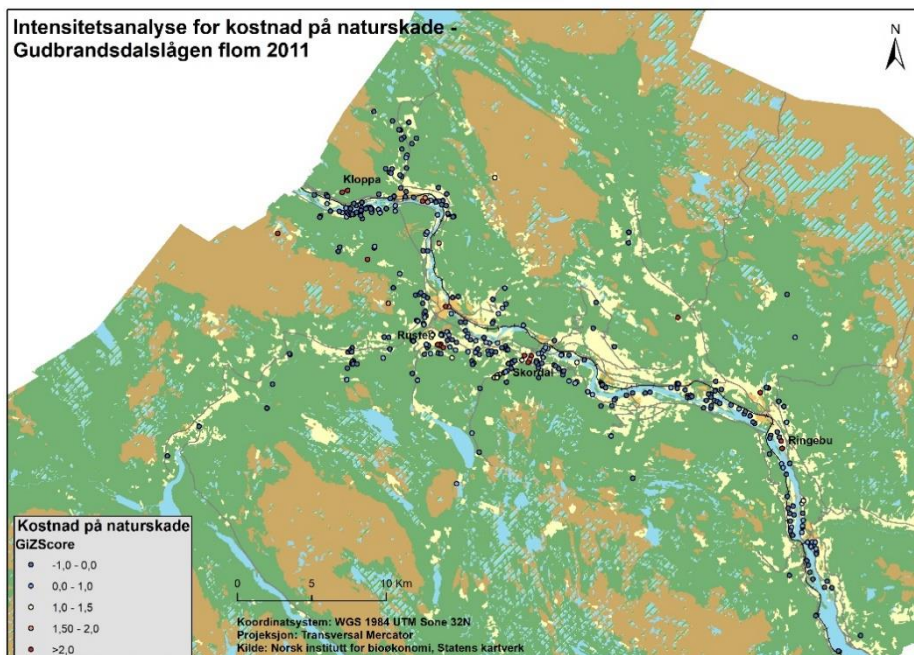 Intensitetsanalyse for kostnad på naturskade -
Gudbrandsdalslågen flom 2011
N
Kloppa
Rusten
Skordal
Ringebu
Kostnad på naturskade
GiZScore
-1,0 - 0,0
0,0 - 1,0
1,0 - 1,5
1,50 - 2,0
>2,0
0 5 10 Km
Koordinatsystem: WGS 1984 UTM Sone 32N
Projeksjon: Transversal Mercator
Kilde: Norsk institutt for bioøkonomi, Statens kartverk